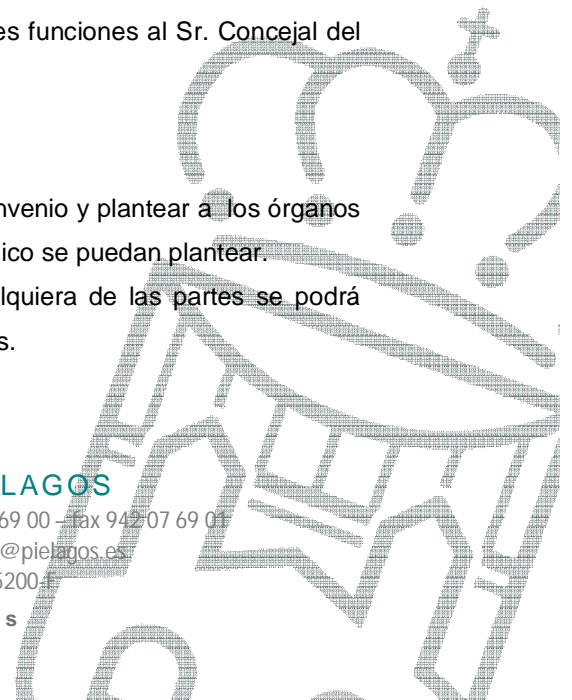 es funciones al Sr. Concejal del
nvenio y plantear a los órganos
ico se puedan plantear.
lquiera de las partes se podrá
s.
LAGOS
69 00 – fax 942 07 69 01
@pielagos.es
5200-F
s